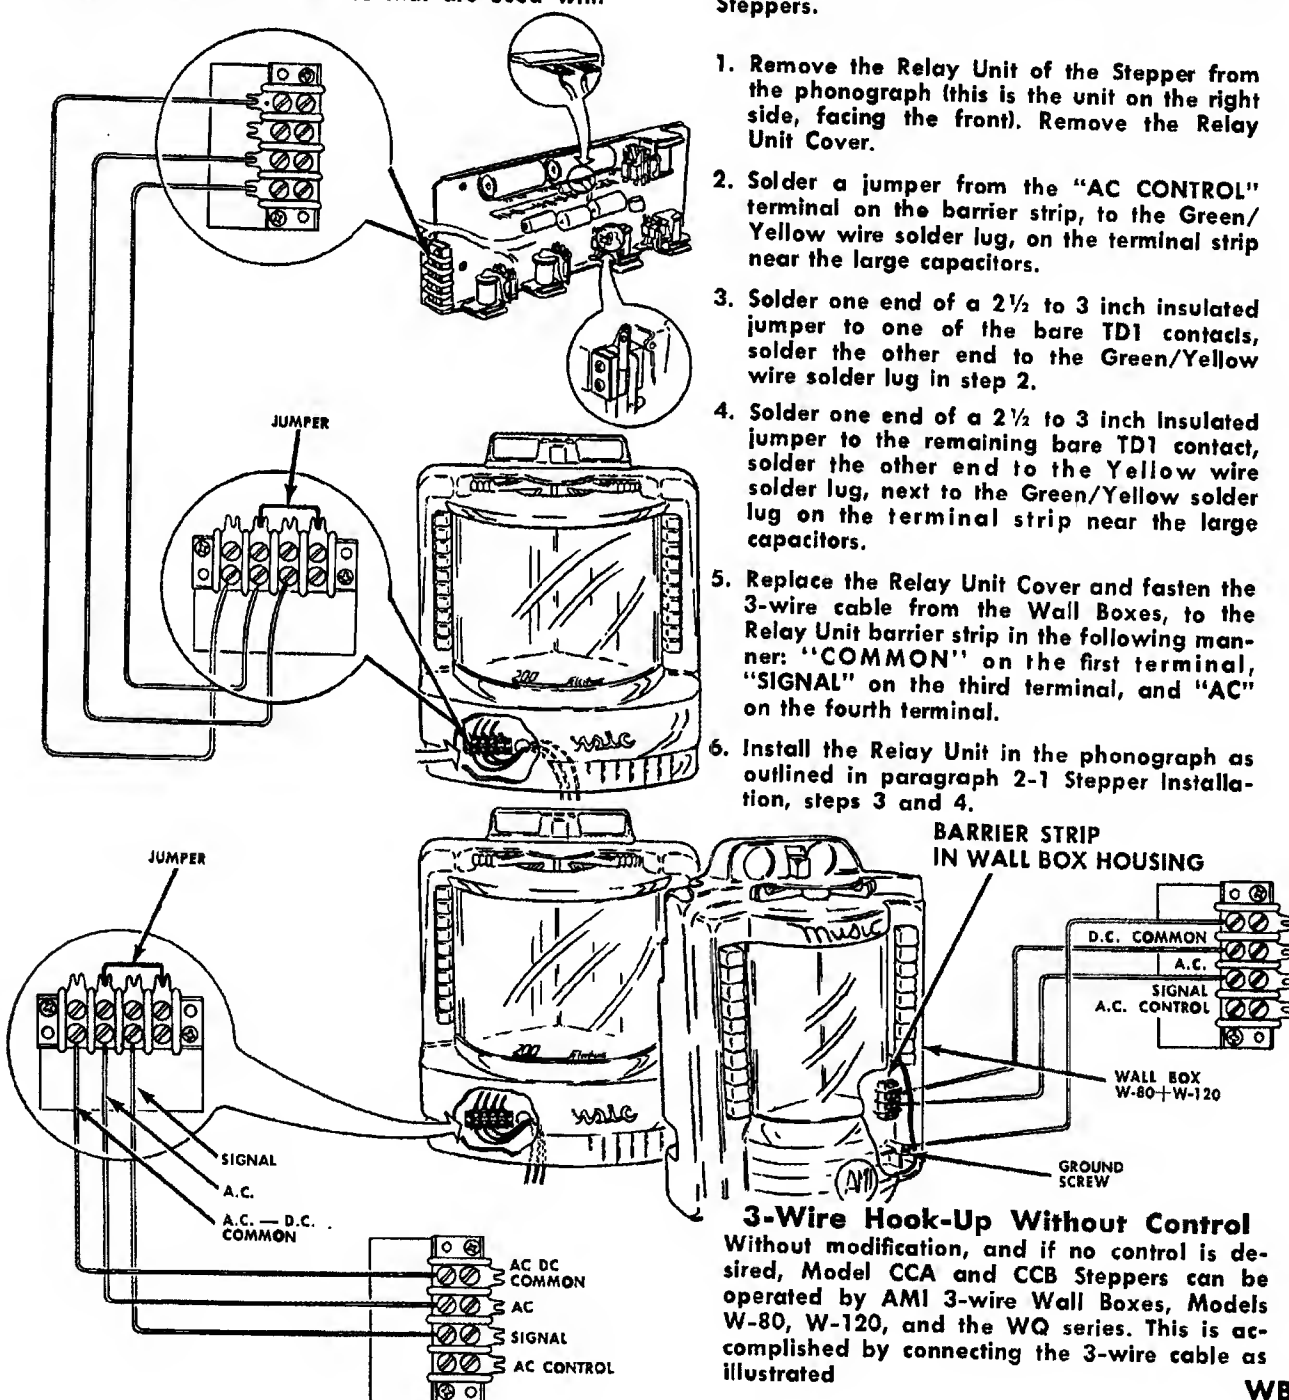 Steppers.
1. Remove the Relay Unit of the Stepper from
the phonograph (this is the unit on the right
side, facing the front). Remove the Relay
Unit Cover.
2. Solder a jumper from the "AC CONTROL"
terminal on the barrier strip, to the Green/
Yellow wire solder lug, on the terminal strip
near the large capacitors.
3. Solder one end of a 2½ to 3 inch insulated
jumper to one of the bare TD1 contacts,
solder the other end to the Green/Yellow
wire solder lug in step 2.
4. Solder one end of a 2½ to 3 inch Insulated
jumper to the remaining bare TD1 contact,
solder the other end to the Yellow wire
solder lug, next to the Green/Yellow solder
lug on the terminal strip near the large
capacitors.
5. Replace the Relay Unit Cover and fasten the
3-wire cable from the Wall Boxes, to the
Relay Unit barrier strip in the following man-
ner: "COMMON" on the first terminal,
"SIGNAL" on the third terminal, and "AC"
on the fourth terminal.
6. Install the Relay Unit in the phonograph as
outlined in paragraph 2-1 Stepper Installa-
tion, steps 3 and 4.
JUMPER
200
usic
JUMPER
200
usic
SIGNAL
A.C.
A.C. — D.C.
COMMON
AC DC
COMMON
AC
SIGNAL
AC CONTROL
BARRIER STRIP
IN WALL BOX HOUSING
music
AMI
D.C. COMMON
A.C.
SIGNAL
A.C. CONTROL
WALL BOX
W-80+W-120
GROUND
SCREW
3-Wire Hook-Up Without Control
Without modification, and if no control is de-
sired, Model CCA and CCB Steppers can be
operated by AMI 3-wire Wall Boxes, Models
W-80, W-120, and the WQ series. This is ac-
complished by connecting the 3-wire cable as
illustrated